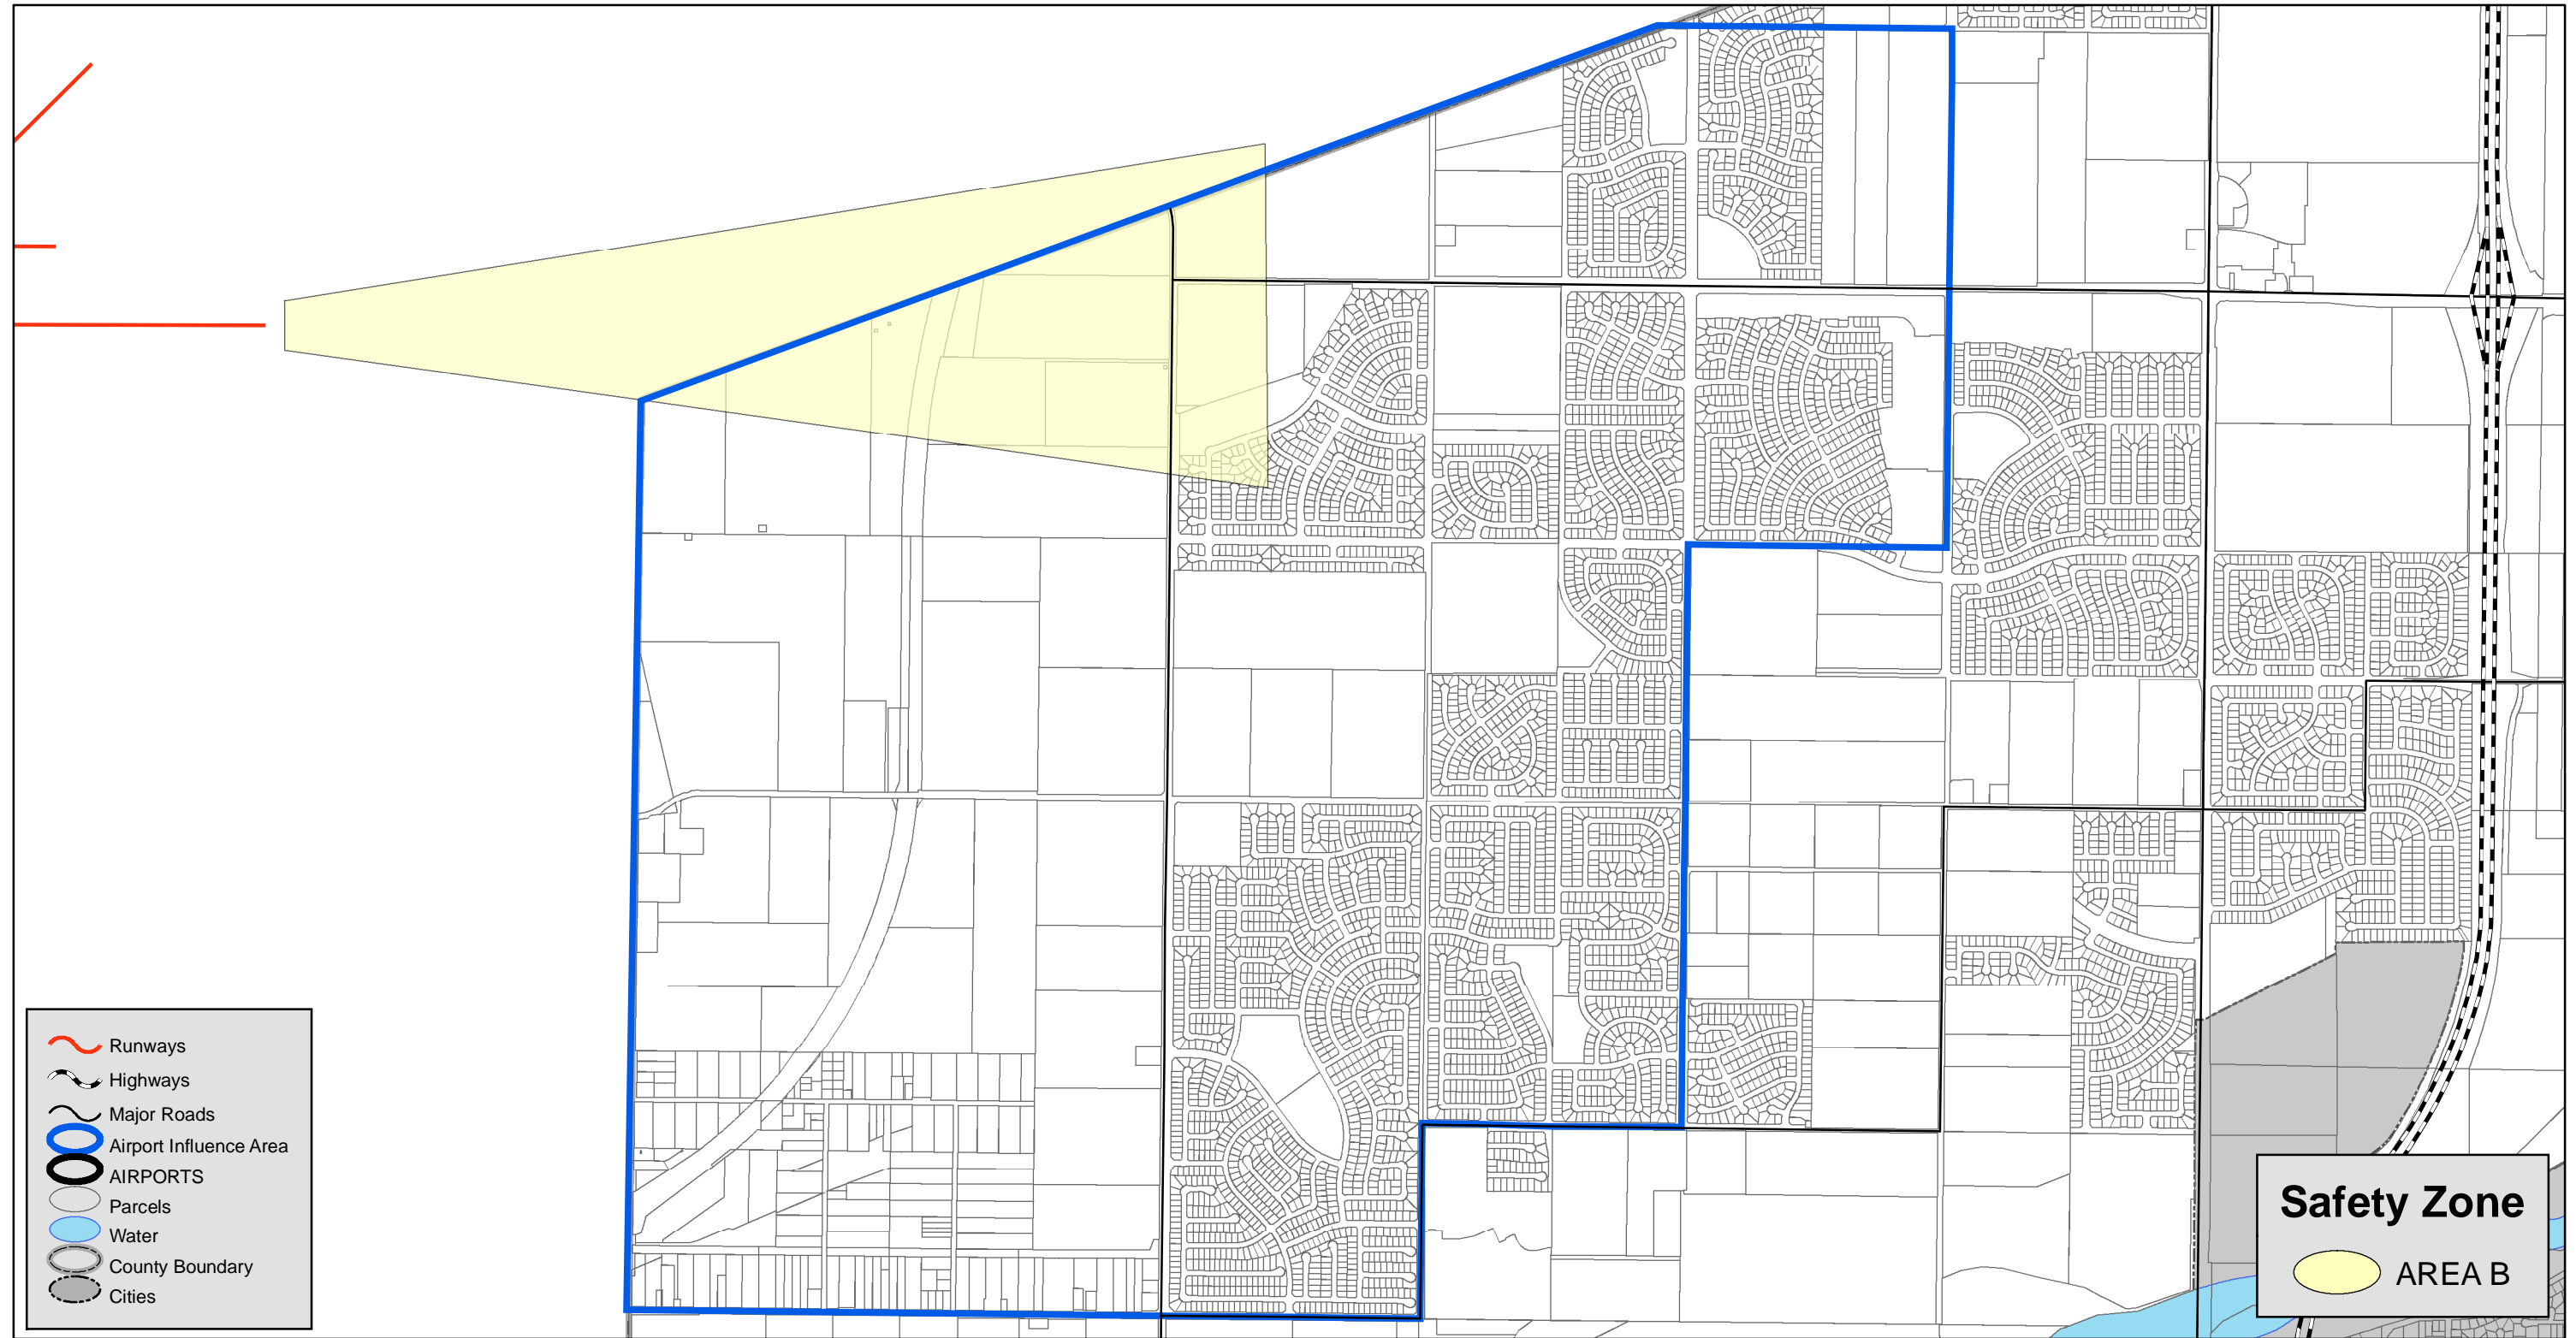 Runways
Highways
Major Roads
Airport Influence Area
AIRPORTS
Parcels
Water
County Boundary
Cities
Safety Zone
AREA B